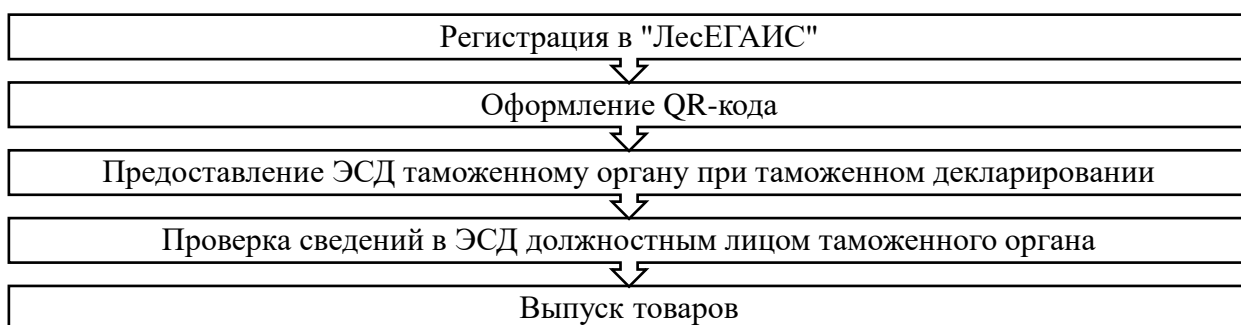 Регистрация в "ЛесЕГАИС"
Оформление QR-кода
Предоставление ЭСД таможенному органу при таможенном декларировании
Проверка сведений в ЭСД должностным лицом таможенного органа
Выпуск товаров